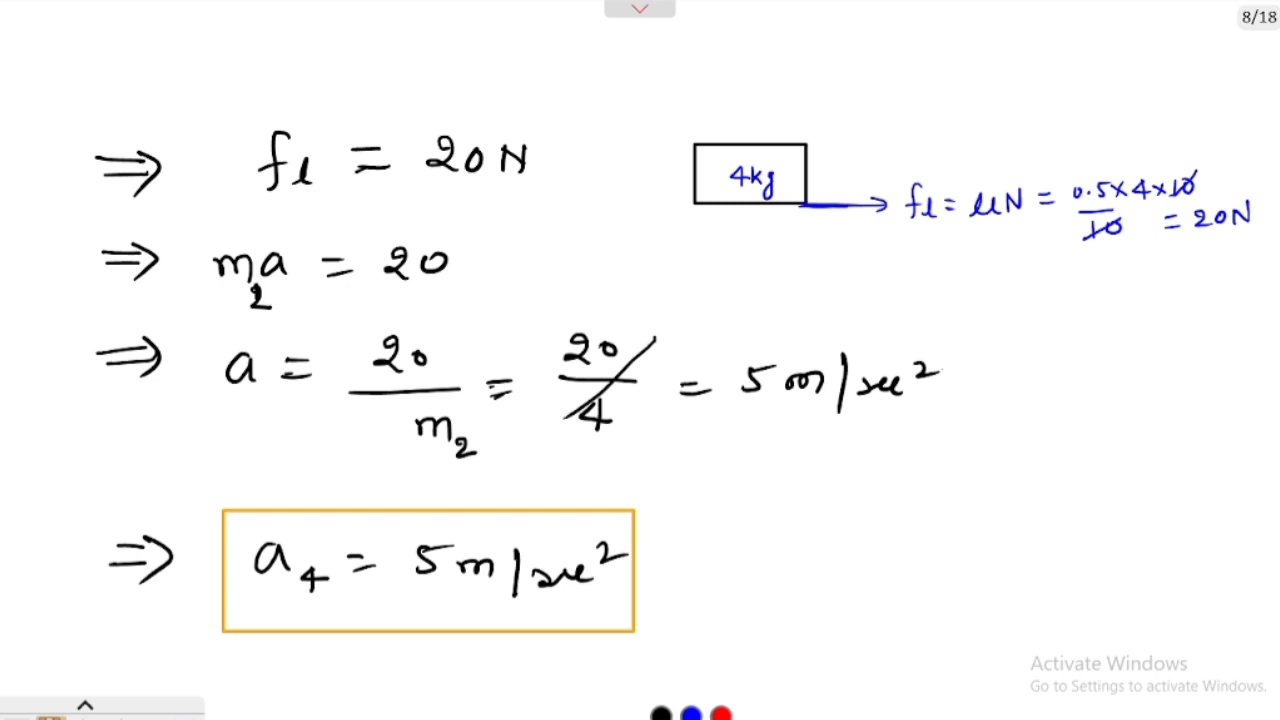 8/18
⇒ fl = 20N
4kg
fl = μN = 0.5×4×10/10 = 20N
⇒ m₂a = 20
⇒ a = 20/m₂ = 20/4 = 5 m/sec²
⇒ a₄ = 5 m/sec²
Activate Windows
Go to Settings to activate Windows.